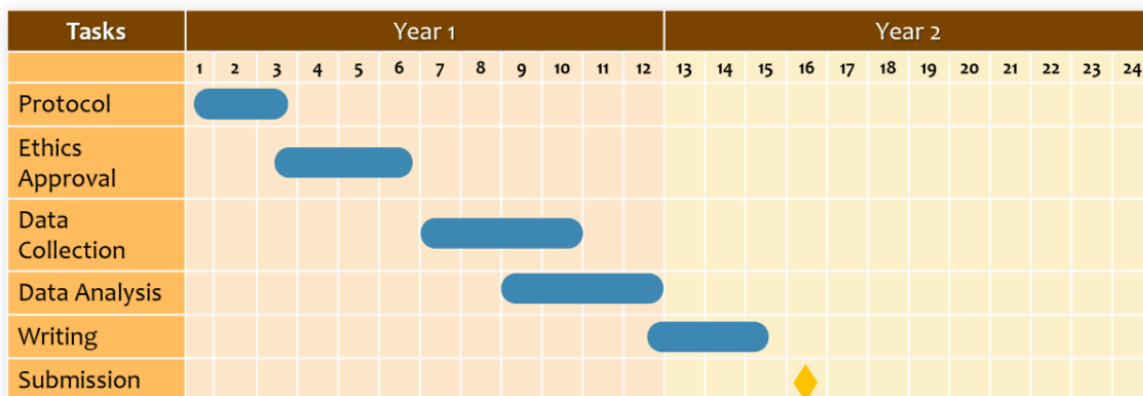 Tasks Year 1 Year 2
1 2 3 4 5 6 7 8 9 10 11 12 13 14 15 16 17 18 19 20 21 22 23 24
Protocol
Ethics
Approval
Data
Collection
Data Analysis
Writing
Submission